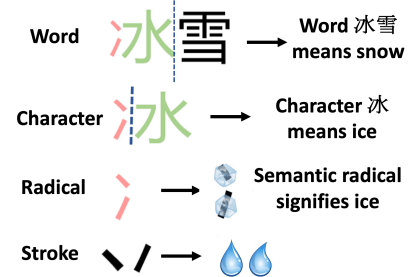 Word 冰雪 Word 冰雪
means snow
Character 冰 Character 冰
means ice
Radical 冫 Semantic radical
signifies ice
Stroke